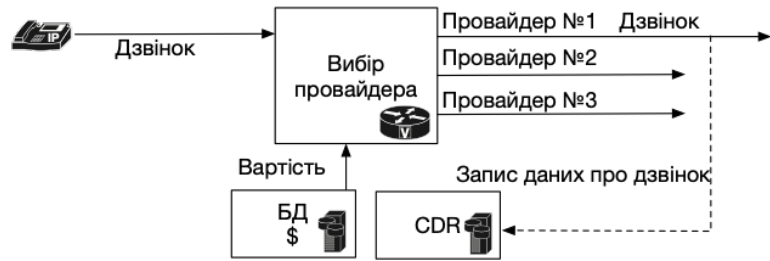 Провайдер №1 Дзвінок
IP
Дзвінок
Вибір
провайдера
Провайдер №2
Провайдер №3
V
Вартість
Запис даних про дзвінок
БД
$
CDR